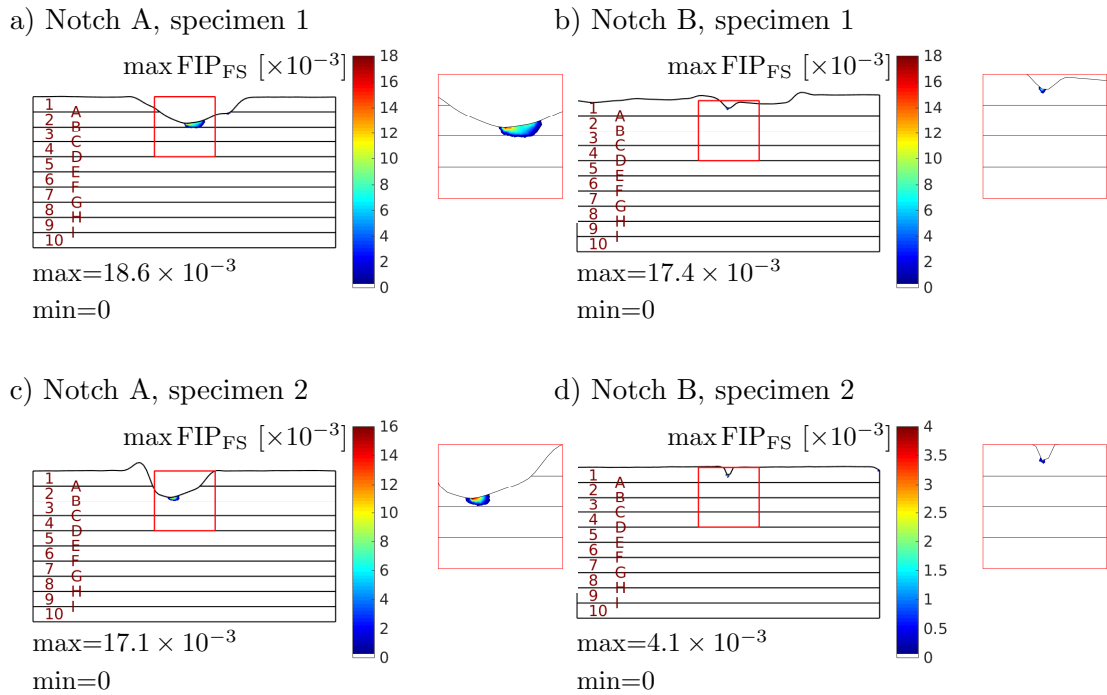 a) Notch A, specimen 1
max FIP_FS [×10⁻³]
18
16
14
12
10
8
6
4
2
0
1
A
2
B
3
C
4
D
5
E
6
F
7
G
8
H
9
I
10
max=18.6 × 10⁻³
min=0
b) Notch B, specimen 1
max FIP_FS [×10⁻³]
18
16
14
12
10
8
6
4
2
0
1
A
2
B
3
C
4
D
5
E
6
F
7
G
8
H
9
I
10
max=17.4 × 10⁻³
min=0
c) Notch A, specimen 2
max FIP_FS [×10⁻³]
16
14
12
10
8
6
4
2
0
1
A
2
B
3
C
4
D
5
E
6
F
7
G
8
H
9
I
10
max=17.1 × 10⁻³
min=0
d) Notch B, specimen 2
max FIP_FS [×10⁻³]
4
3.5
3
2.5
2
1.5
1
0.5
0
1
A
2
B
3
C
4
D
5
E
6
F
7
G
8
H
9
I
10
max=4.1 × 10⁻³
min=0